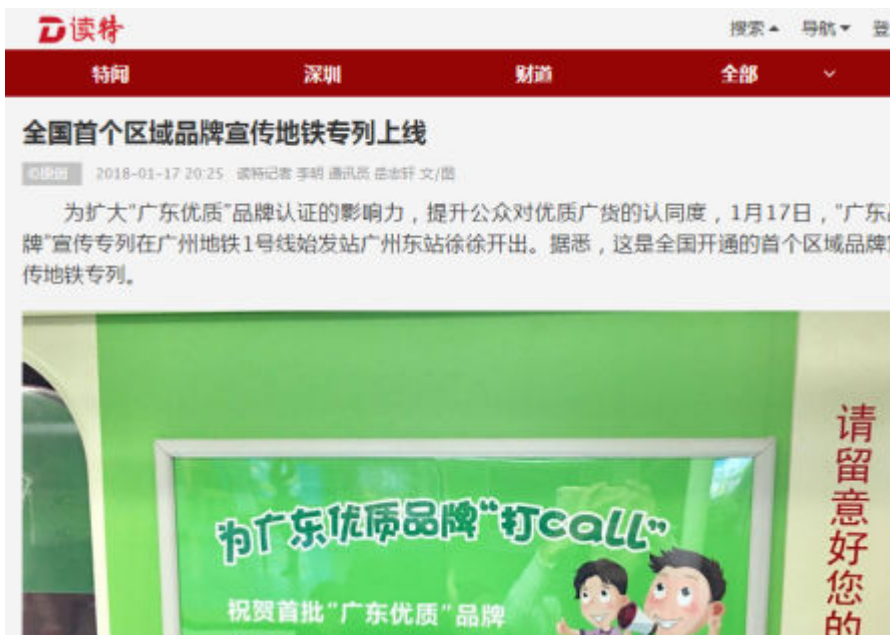 读特
搜索 导航 登
特闻 深圳 财道 全部
全国首个区域品牌宣传地铁专列上线
2018-01-17 20:25 读特记者 李明 通讯员 岳志轩 文/图
为扩大“广东优质”品牌认证的影响力，提升公众对优质广货的认同度，1月17日，“广东
牌”宣传专列在广州地铁1号线始发站广州东站徐徐开出。据悉，这是全国开通的首个区域品牌
传地铁专列。
为广东优质品牌“打call”
祝贺首批“广东优质”品牌
请留意好您的